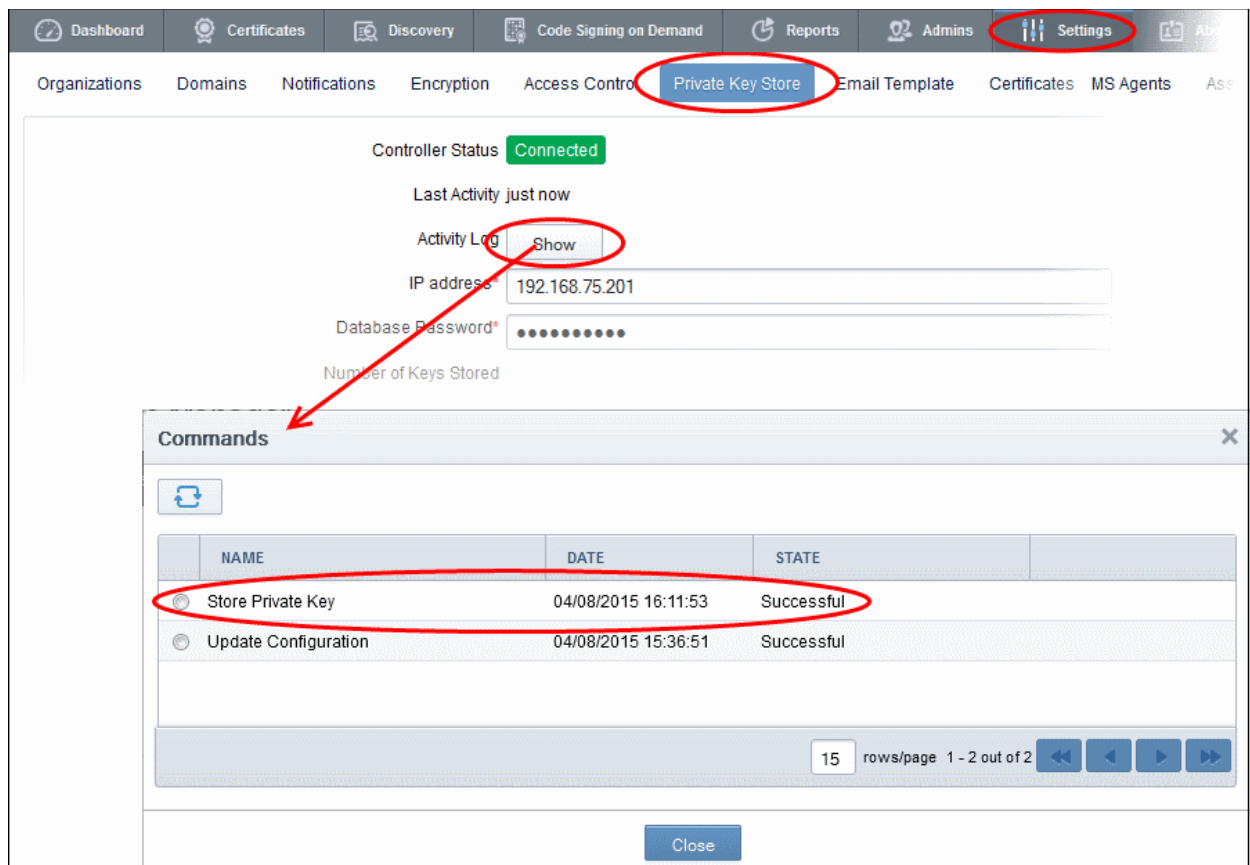 Dashboard Certificates Discovery Code Signing on Demand Reports Admins Settings
Organizations Domains Notifications Encryption Access Contro Private Key Store Email Template Certificates MS Agents Ass
Controller Status Connected
Last Activity just now
Activity Log Show
IP address* 192.168.75.201
Database Password* ●●●●●●●●●●
Number of Keys Stored
Commands
NAME DATE STATE
Store Private Key 04/08/2015 16:11:53 Successful
Update Configuration 04/08/2015 15:36:51 Successful
15 rows/page 1 - 2 out of 2
Close